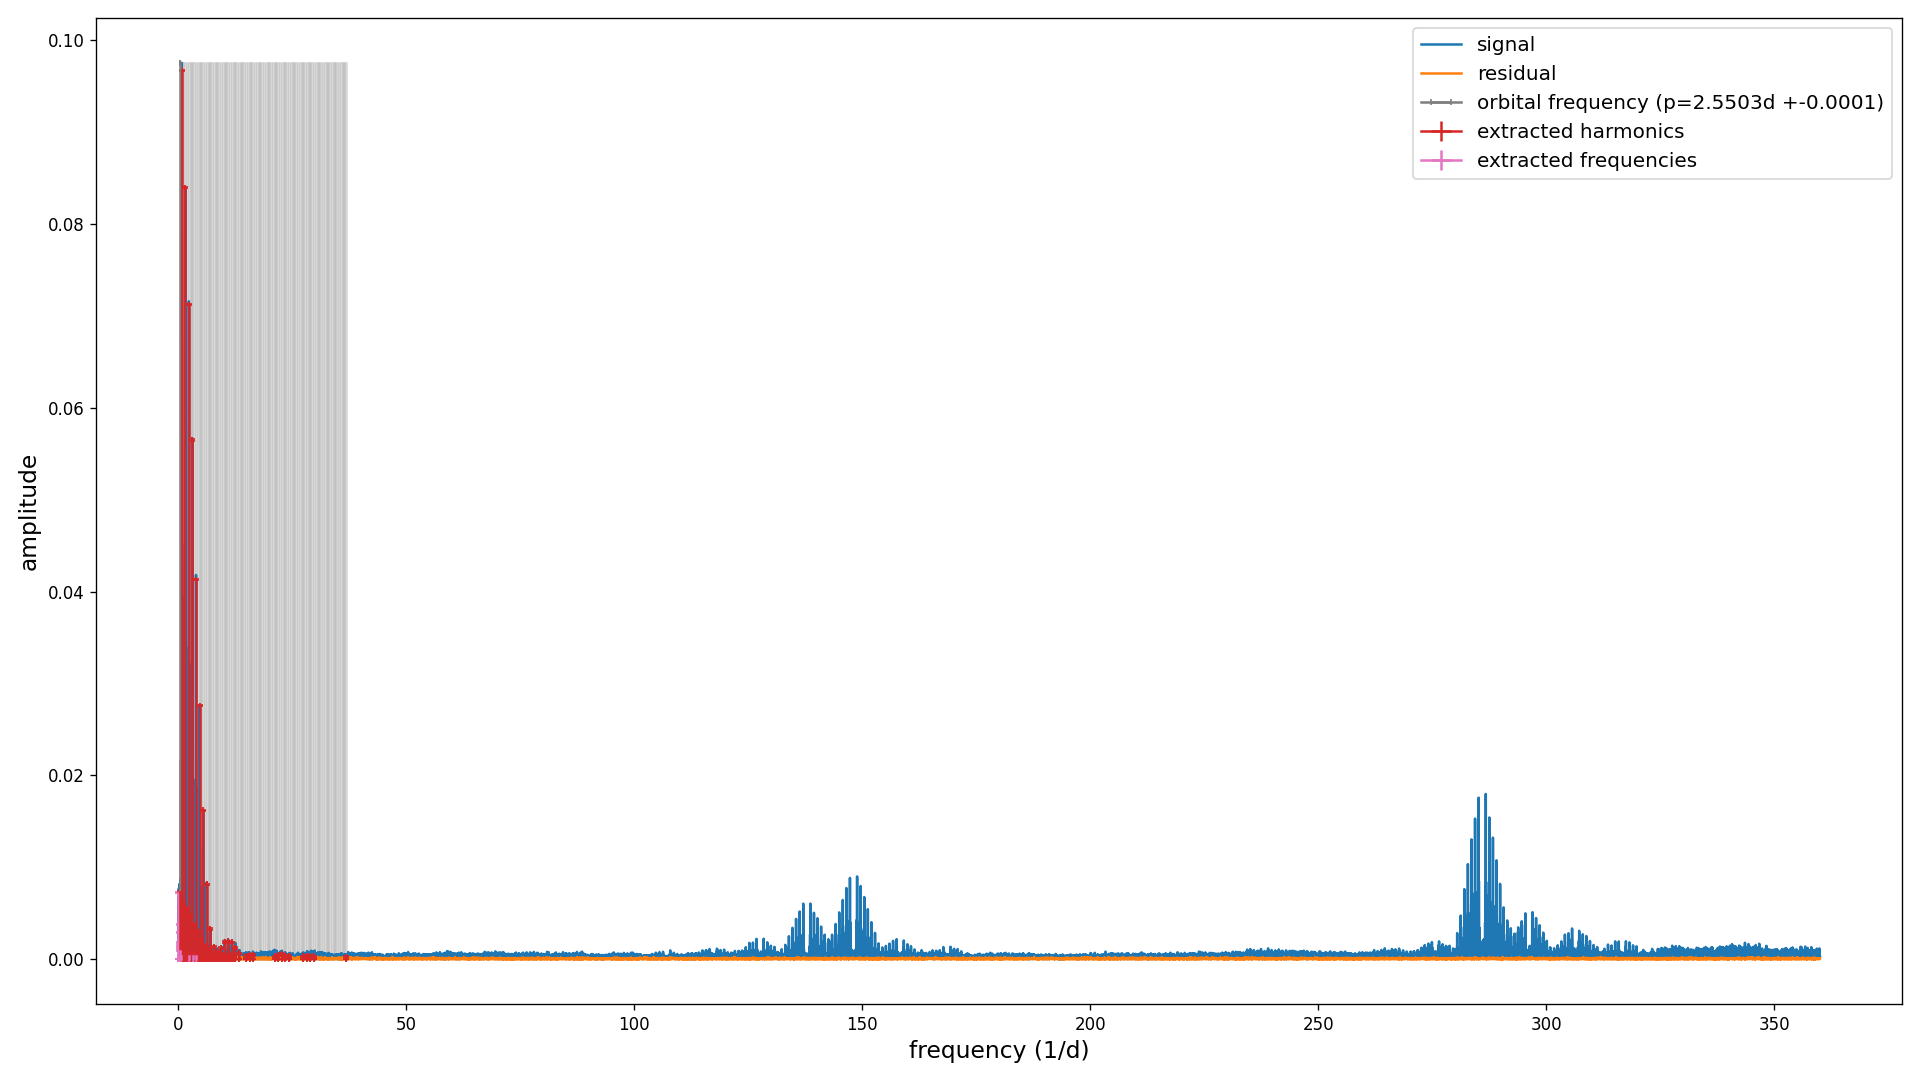 signal
residual
orbital frequency (p=2.5503d +-0.0001)
extracted harmonics
extracted frequencies
amplitude
0.10
0.08
0.06
0.04
0.02
0.00
0 50 100 150 200 250 300 350
frequency (1/d)